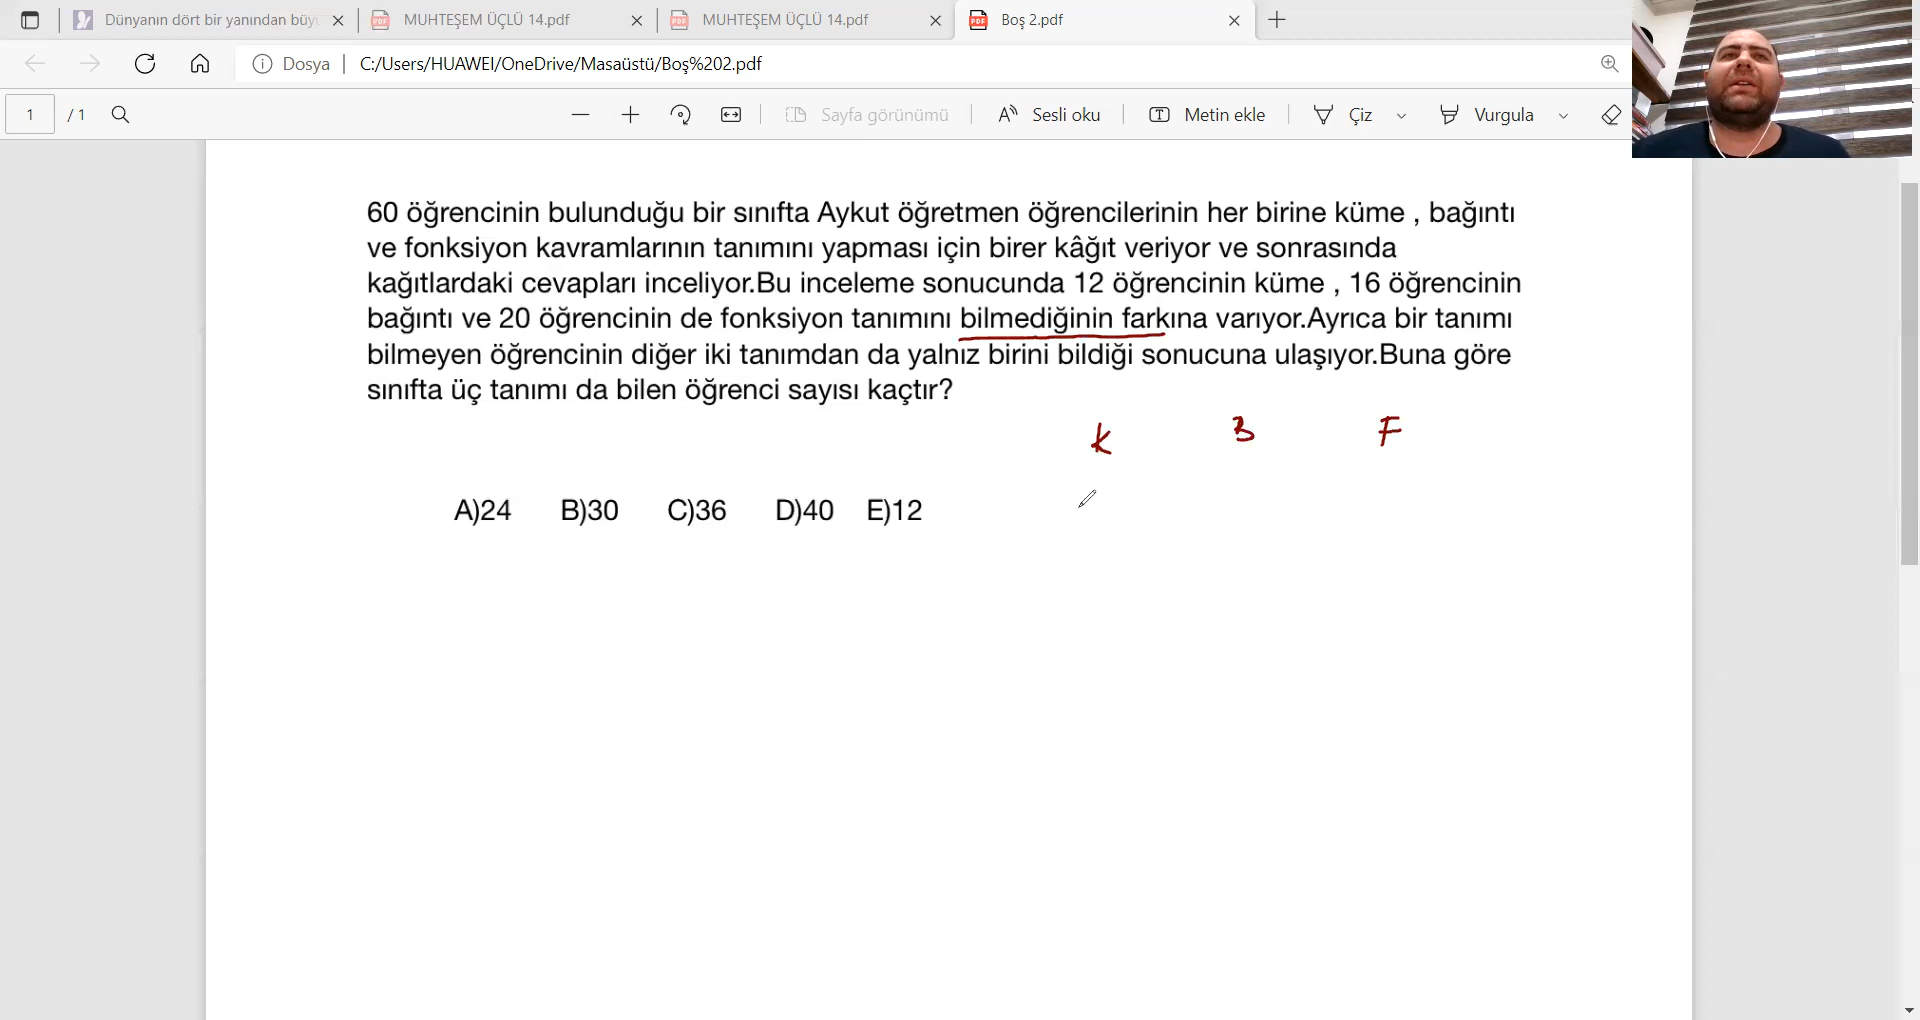 Dünyanın dört bir yanından büyü
MUHTEŞEM ÜÇLÜ 14.pdf
MUHTEŞEM ÜÇLÜ 14.pdf
Boş 2.pdf
Dosya
C:/Users/HUAWEI/OneDrive/Masaüstü/Boş%202.pdf
1 / 1
Sayfa görünümü
Sesli oku
Metin ekle
Çiz
Vurgula
60 öğrencinin bulunduğu bir sınıfta Aykut öğretmen öğrencilerinin her birine küme , bağıntı
ve fonksiyon kavramlarının tanımını yapması için birer kâğıt veriyor ve sonrasında
kağıtlardaki cevapları inceliyor.Bu inceleme sonucunda 12 öğrencinin küme , 16 öğrencinin
bağıntı ve 20 öğrencinin de fonksiyon tanımını bilmediğinin farkına varıyor.Ayrıca bir tanımı
bilmeyen öğrencinin diğer iki tanımdan da yalnız birini bildiği sonucuna ulaşıyor.Buna göre
sınıfta üç tanımı da bilen öğrenci sayısı kaçtır?
K B F
A)24 B)30 C)36 D)40 E)12